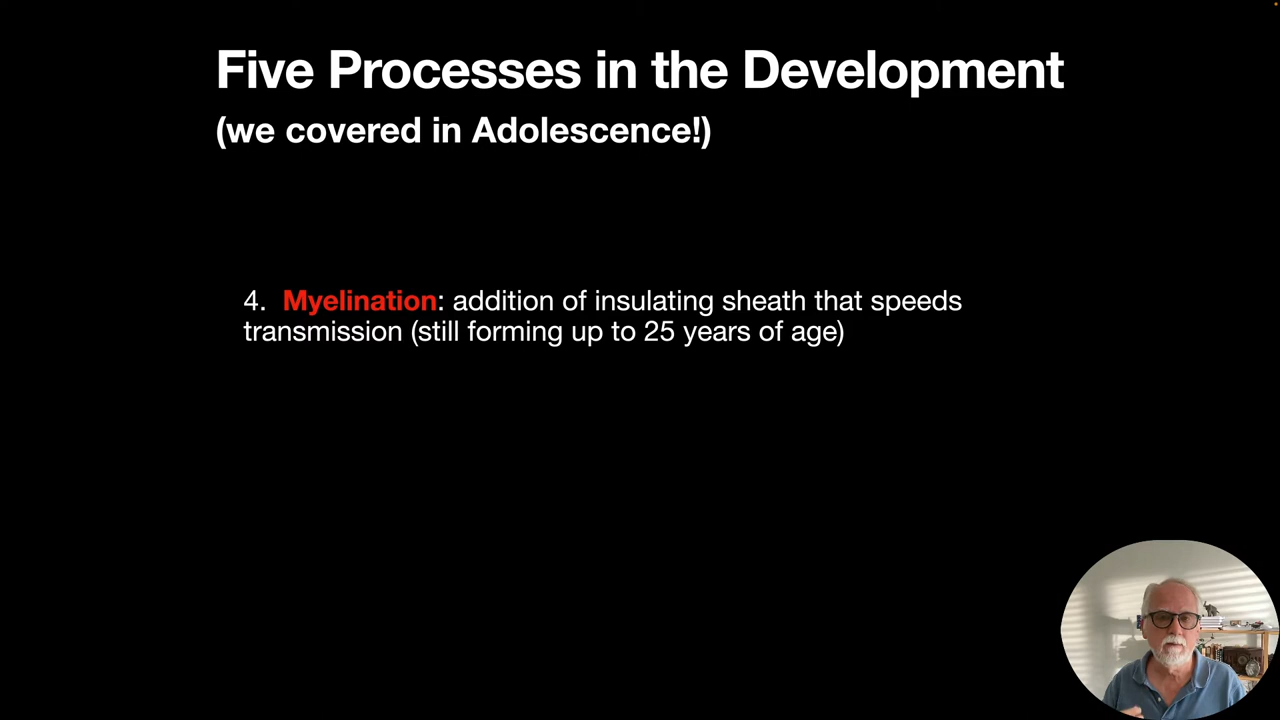 Five Processes in the Development
(we covered in Adolescence!)
4. Myelination: addition of insulating sheath that speeds
transmission (still forming up to 25 years of age)